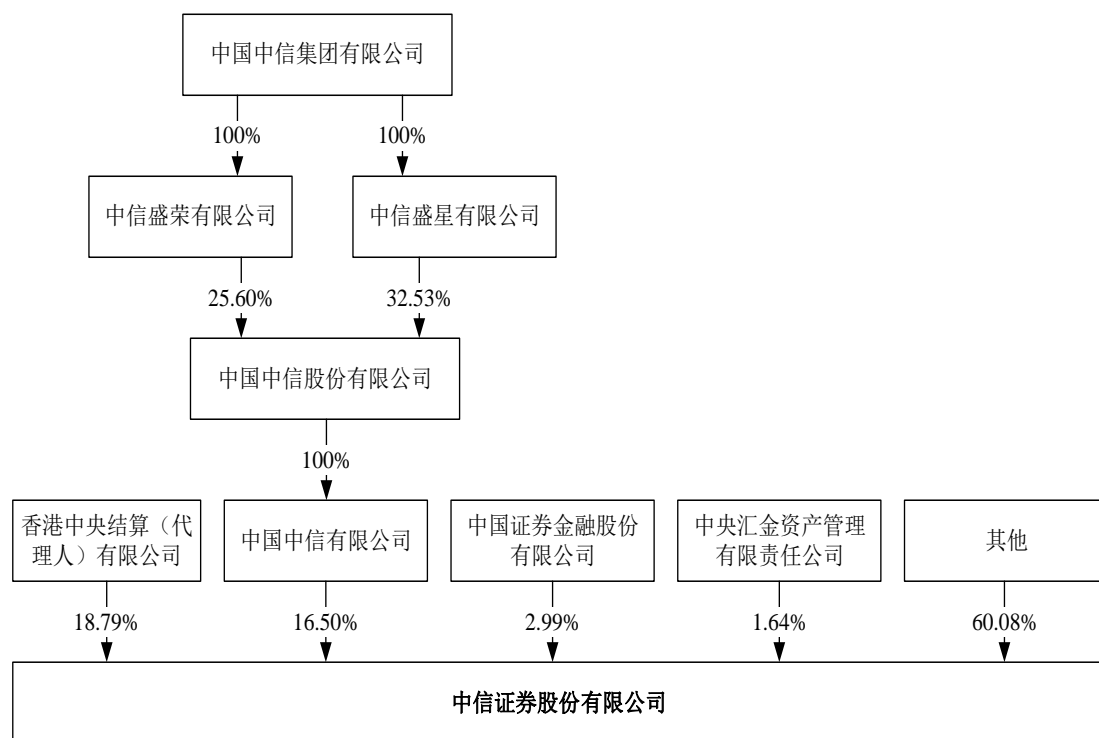 中国中信集团有限公司
100%
100%
中信盛荣有限公司
中信盛星有限公司
25.60%
32.53%
中国中信股份有限公司
100%
香港中央结算（代
理人）有限公司
中国中信有限公司
中国证券金融股份
有限公司
中央汇金资产管理
有限责任公司
其他
18.79%
16.50%
2.99%
1.64%
60.08%
中信证券股份有限公司